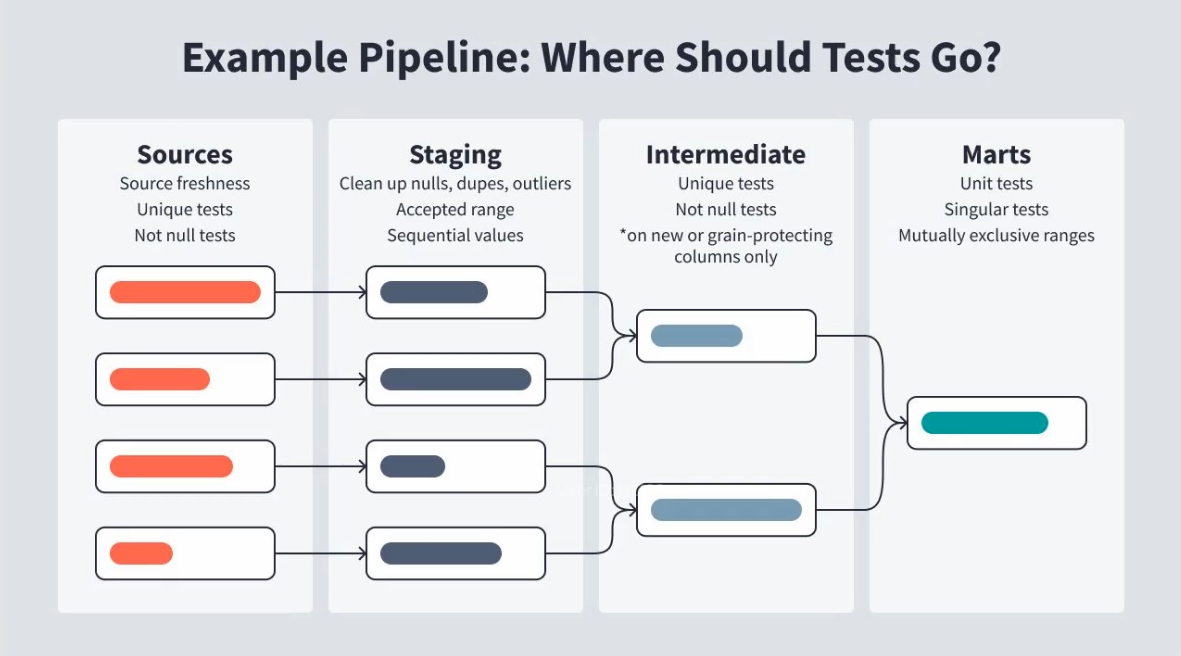 Example Pipeline: Where Should Tests Go?
Sources
Source freshness
Unique tests
Not null tests
Staging
Clean up nulls, dupes, outliers
Accepted range
Sequential values
Intermediate
Unique tests
Not null tests
*on new or grain-protecting
columns only
Marts
Unit tests
Singular tests
Mutually exclusive ranges